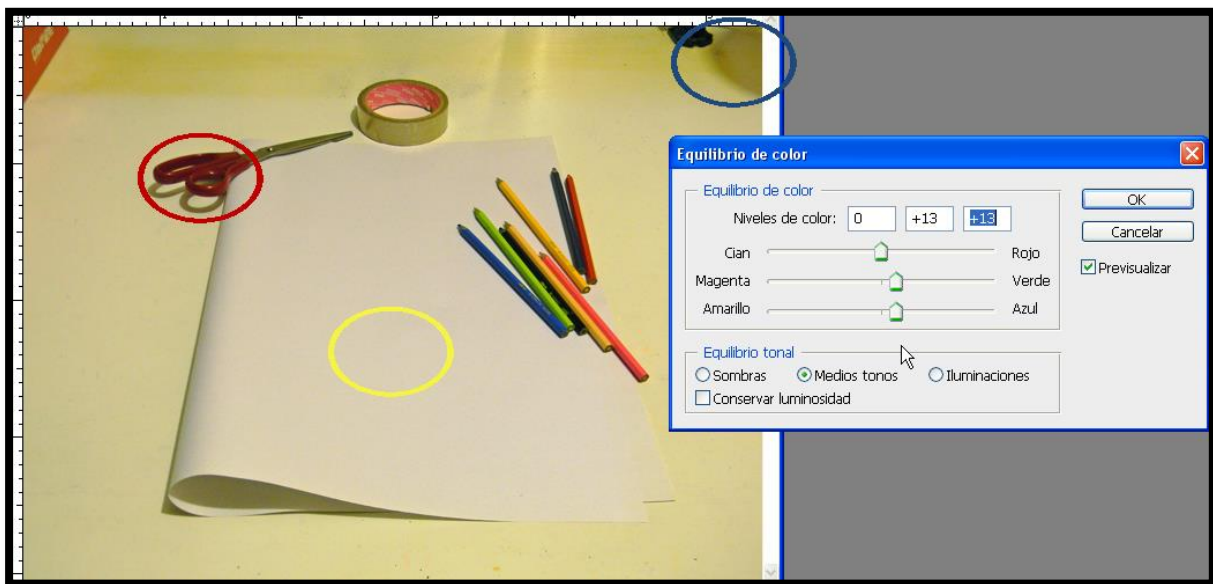 Equilibrio de color
Equilibrio de color
OK
Niveles de color: 0 +13 +13
Cancelar
Cian Rojo
Previsualizar
Magenta Verde
Amarillo Azul
Equilibrio tonal
Sombras Medios tonos Iluminaciones
Conservar luminosidad